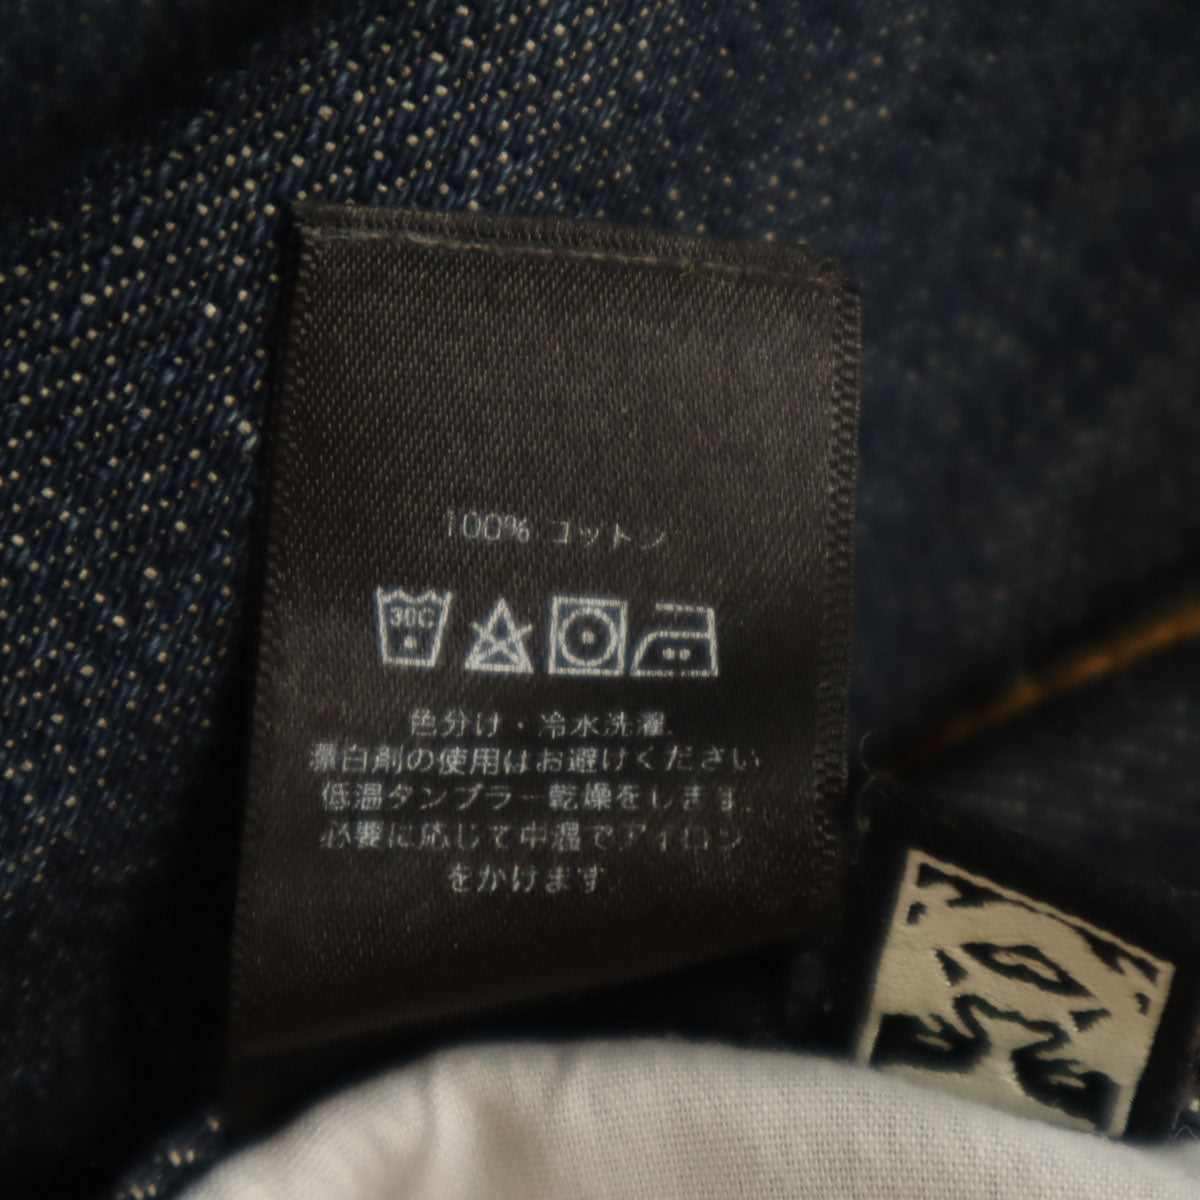 100% コットン
30C
色分け・冷水洗濯.
漂白剤の使用はお避けください
低温タンブラー乾燥をします.
必要に応じて中温でアイロン
をかけます